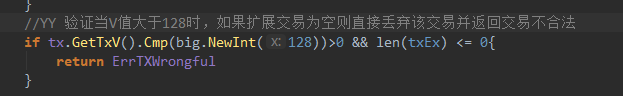 }
//YY 验证当V值大于128时，如果扩展交易为空则直接丢弃该交易并返回交易不合法
if tx.GetTxV().Cmp(big.NewInt( x: 128))>0 && len(txEx) <= 0{
return ErrTXWrongful
}